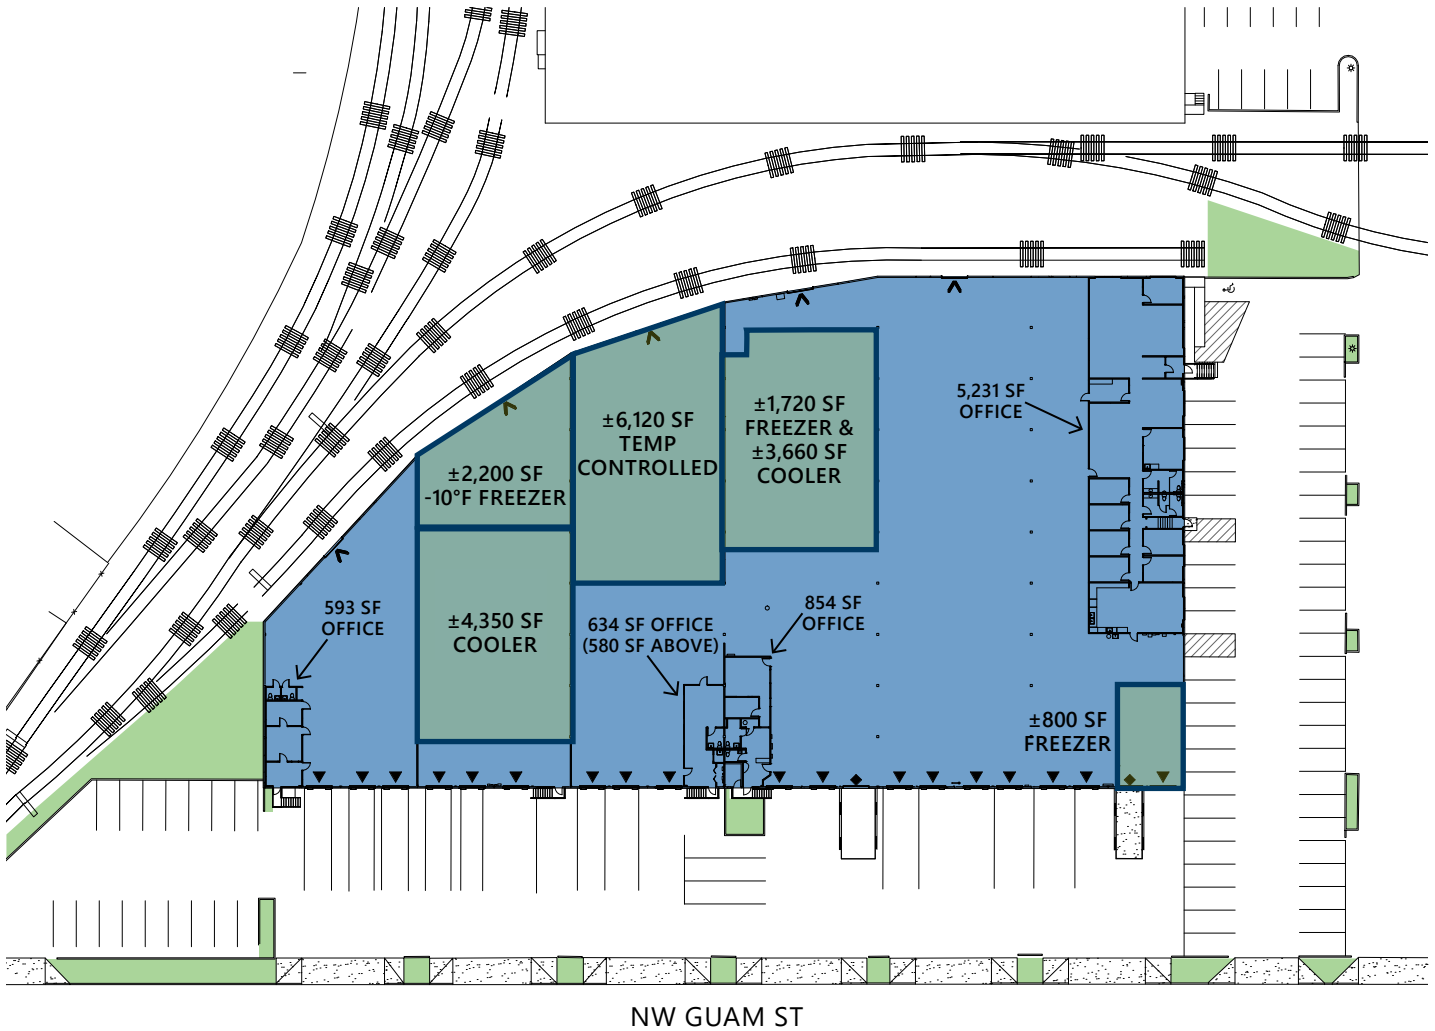 5,231 SF
OFFICE
±1,720 SF
FREEZER &
±3,660 SF
COOLER
±6,120 SF
TEMP
CONTROLLED
±2,200 SF
-10°F FREEZER
593 SF
OFFICE
±4,350 SF
COOLER
634 SF OFFICE
(580 SF ABOVE)
854 SF
OFFICE
±800 SF
FREEZER
NW GUAM ST